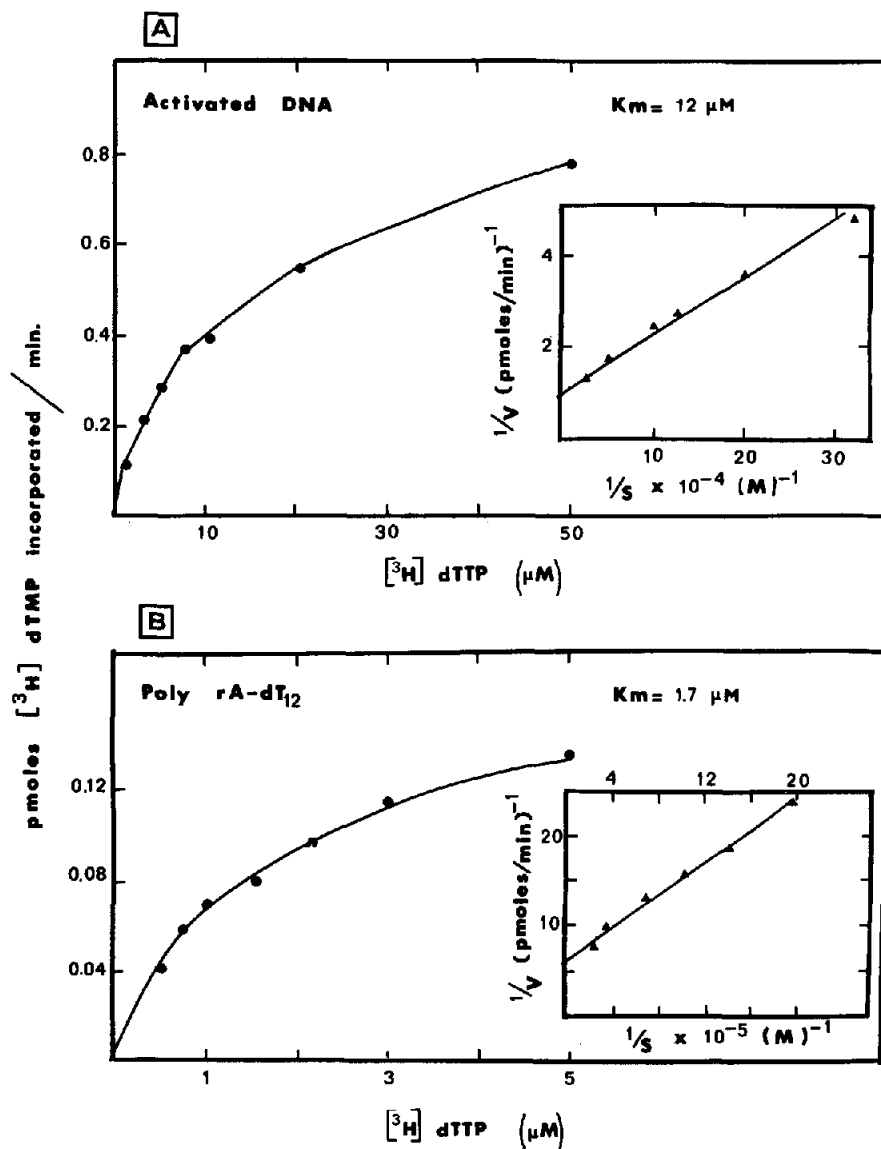 A
Activated DNA
Km= 12 μM
0.8
0.6
0.4
0.2
10
30
50
[³H] dTTP (μM)
4
2
1/V (pmoles/min)⁻¹
10
20
30
1/S x 10⁻⁴ (M)⁻¹
pmoles [³H] dTMP incorporated / min.
B
Poly rA-dT₁₂
Km= 1.7 μM
0.12
0.08
0.04
1
3
5
[³H] dTTP (μM)
4
12
20
20
10
1/V (pmoles/min)⁻¹
1/S x 10⁻⁵ (M)⁻¹